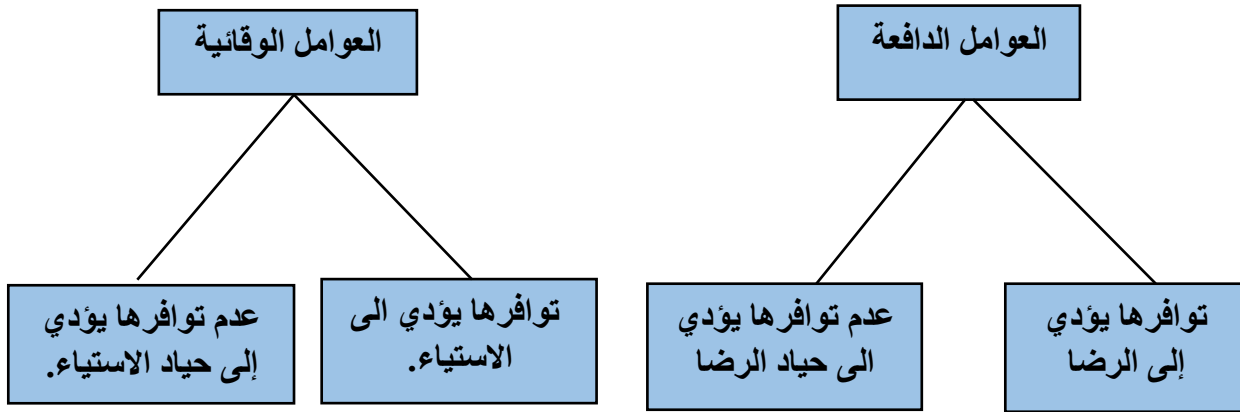 العوامل الدافعة
العوامل الوقائية
توافرها يؤدي
إلى الرضا
عدم توافرها يؤدي
الى حياد الرضا
توافرها يؤدي الى
الاستياء.
عدم توافرها يؤدي
إلى حياد الاستياء.